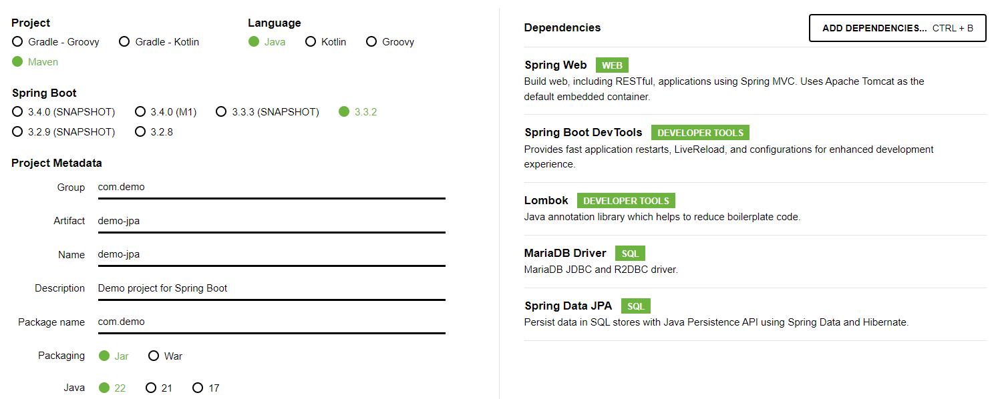 Project
Gradle - Groovy Gradle - Kotlin
Maven
Language
Java Kotlin Groovy
Spring Boot
3.4.0 (SNAPSHOT) 3.4.0 (M1) 3.3.3 (SNAPSHOT) 3.3.2
3.2.9 (SNAPSHOT) 3.2.8
Project Metadata
Group com.demo
Artifact demo-jpa
Name demo-jpa
Description Demo project for Spring Boot
Package name com.demo
Packaging Jar War
Java 22 21 17
Dependencies ADD DEPENDENCIES... CTRL + B
Spring Web WEB
Build web, including RESTful, applications using Spring MVC. Uses Apache Tomcat as the
default embedded container.
Spring Boot DevTools DEVELOPER TOOLS
Provides fast application restarts, LiveReload, and configurations for enhanced development
experience.
Lombok DEVELOPER TOOLS
Java annotation library which helps to reduce boilerplate code.
MariaDB Driver SQL
MariaDB JDBC and R2DBC driver.
Spring Data JPA SQL
Persist data in SQL stores with Java Persistence API using Spring Data and Hibernate.